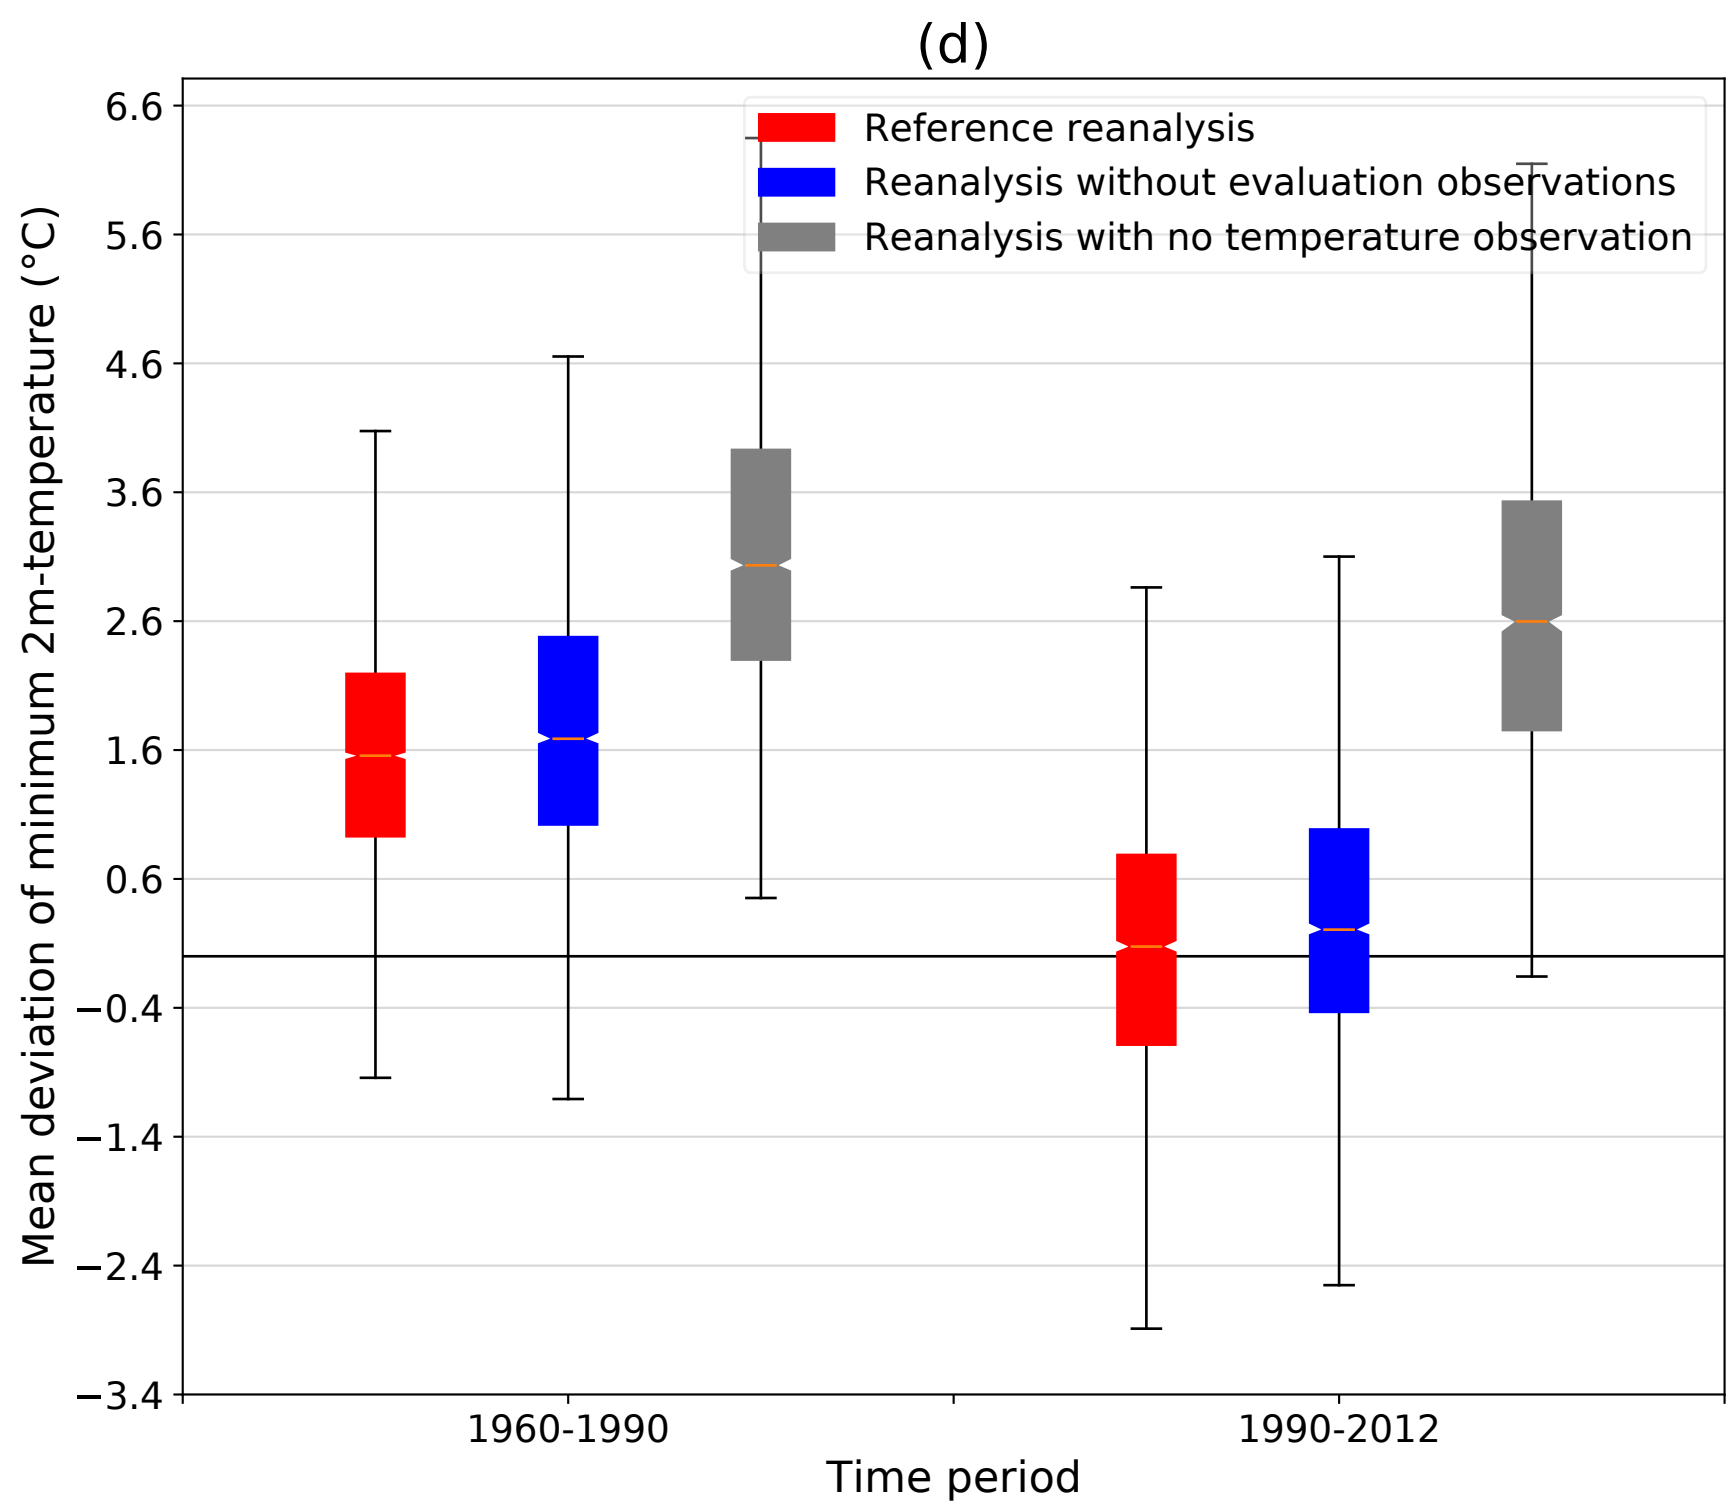 (d)
6.6
5.6
4.6
3.6
2.6
1.6
0.6
−0.4
−1.4
−2.4
−3.4
Mean deviation of minimum 2m-temperature (°C)
Reference reanalysis
Reanalysis without evaluation observations
Reanalysis with no temperature observation
1960-1990
1990-2012
Time period